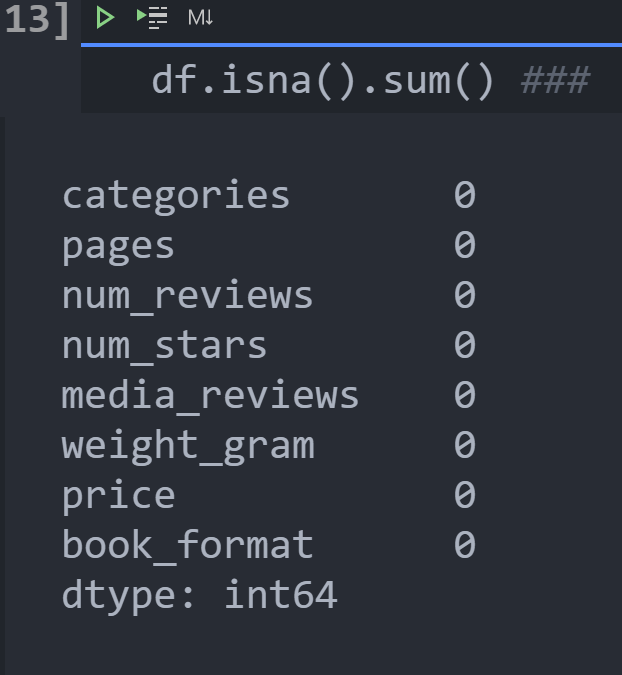 13] M↓
df.isna().sum() ###
categories 0
pages 0
num_reviews 0
num_stars 0
media_reviews 0
weight_gram 0
price 0
book_format 0
dtype: int64